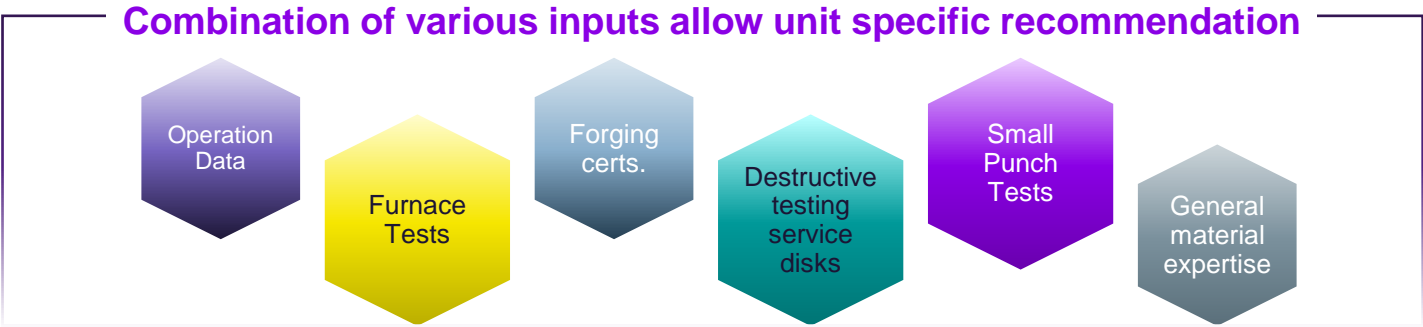 Combination of various inputs allow unit specific recommendation
Operation
Data
Furnace
Tests
Forging
certs.
Destructive
testing
service
disks
Small
Punch
Tests
General
material
expertise